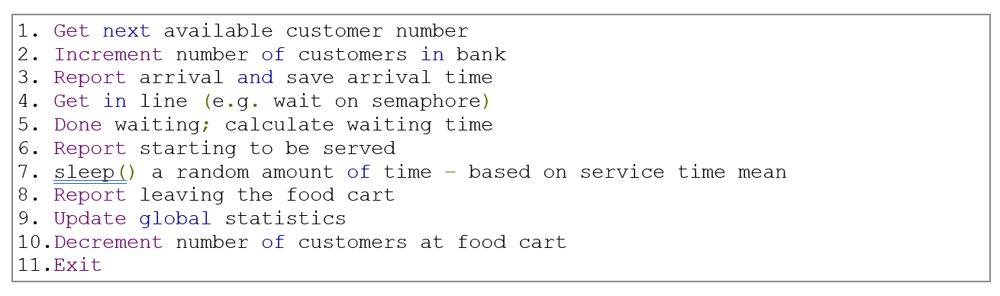 1. Get next available customer number
2. Increment number of customers in bank
3. Report arrival and save arrival time
4. Get in line (e.g. wait on semaphore)
5. Done waiting; calculate waiting time
6. Report starting to be served
7. sleep() a random amount of time – based on service time mean
8. Report leaving the food cart
9. Update global statistics
10.Decrement number of customers at food cart
11.Exit